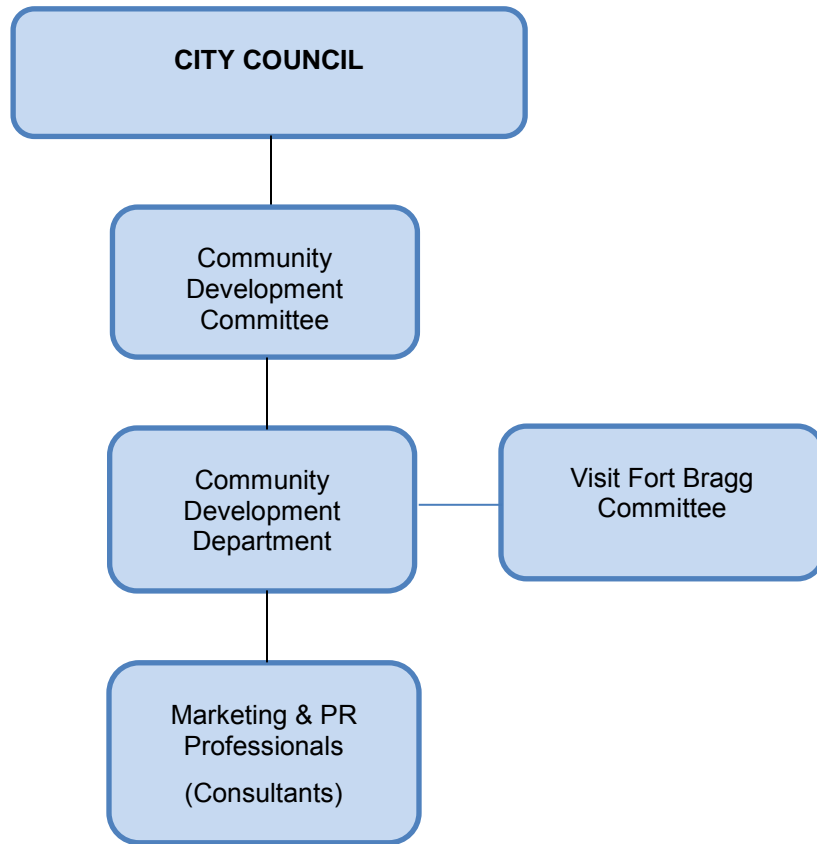 CITY COUNCIL
Community
Development
Committee
Community
Development
Department
Visit Fort Bragg
Committee
Marketing & PR
Professionals
(Consultants)